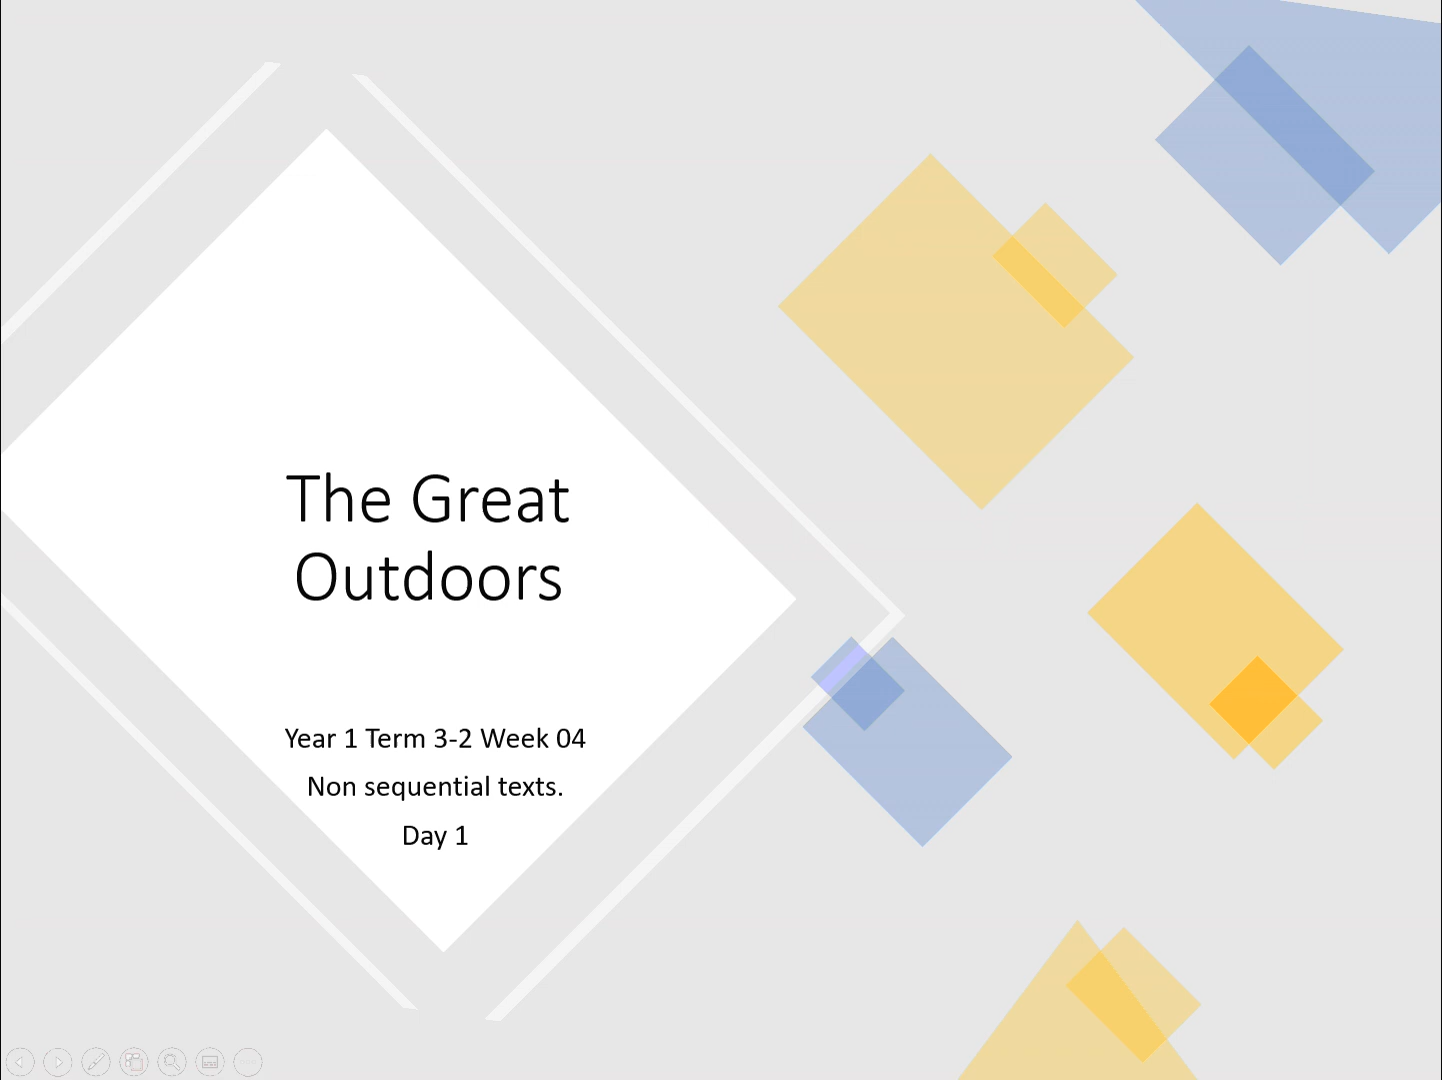 The Great
Outdoors
Year 1 Term 3-2 Week 04
Non sequential texts.
Day 1